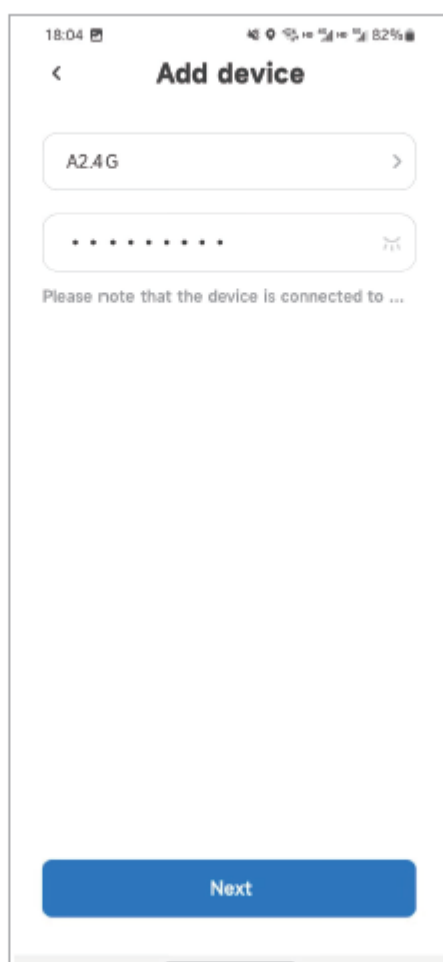 18:04 82%
Add device
A2.4G
Please note that the device is connected to ...
Next